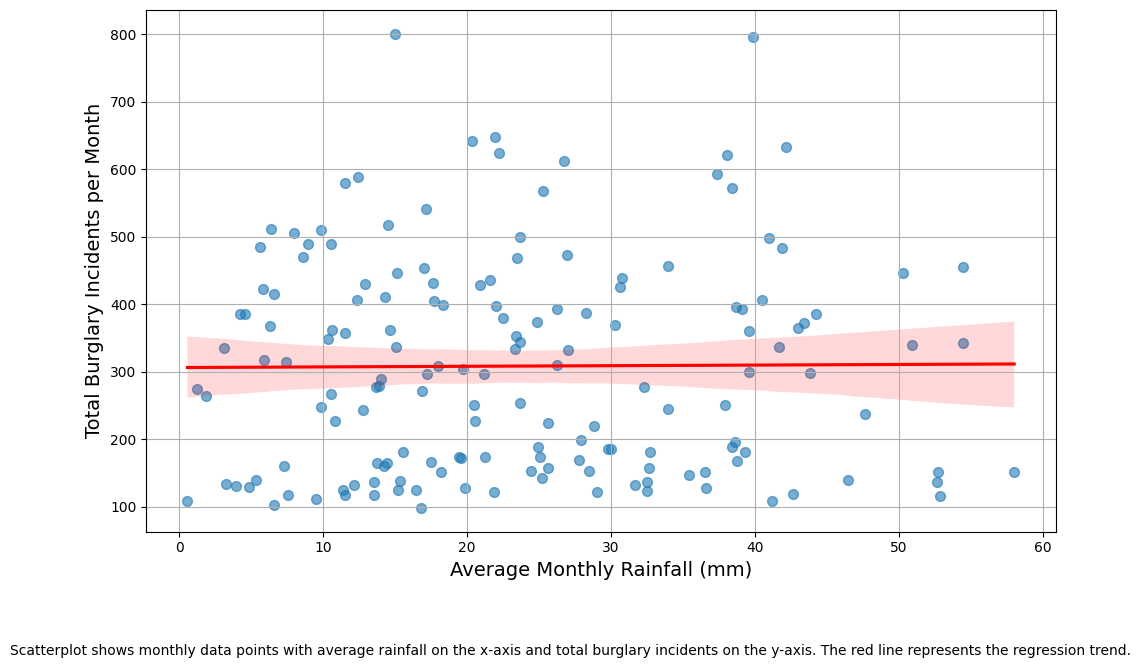 Total Burglary Incidents per Month
800
700
600
500
400
300
200
100
0 10 20 30 40 50 60
Average Monthly Rainfall (mm)
Scatterplot shows monthly data points with average rainfall on the x-axis and total burglary incidents on the y-axis. The red line represents the regression trend.